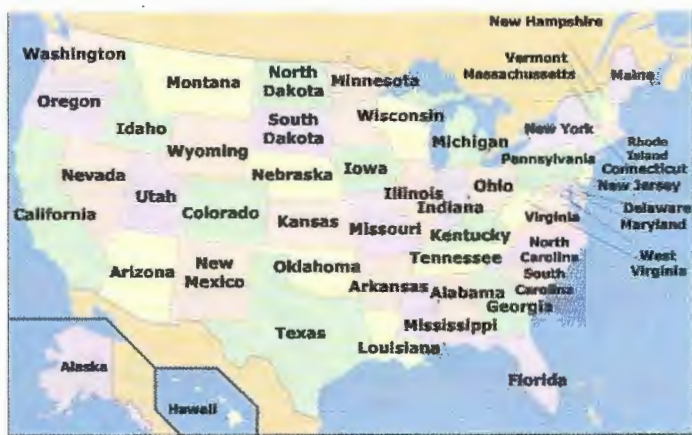 New Hampshire
Washington
Vermont
Massachussetts
Maine
Montana
North
Dakota
Minnesota
Oregon
Wisconsin
Idaho
South
Dakota
Michigan
New York
Wyoming
Rhode
Island
Pennsylvania
Connecticut
Nevada
Nebraska
Iowa
Illinois
Ohio
New Jersey
Utah
Indiana
Delaware
California
Colorado
Kansas
Missouri
Virginia
Maryland
Kentucky
West
Virginia
North
Carolina
Tennessee
Arizona
New
Mexico
Oklahoma
South
Carolina
Arkansas
Alabama
Georgia
Mississippi
Texas
Louisiana
Alaska
Florida
Hawaii